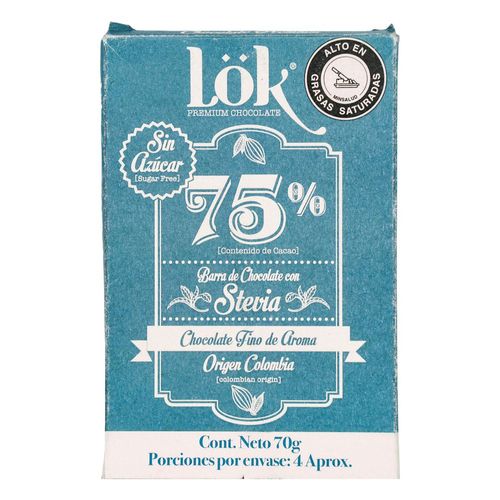 lök®
PREMIUM CHOCOLATE
ALTO EN
GRASAS SATURADAS
MINSALUD
Sin
Azúcar
[Sugar Free]
75%
[Contenido de Cacao]
Barra de Chocolate con
Stevia
Chocolate Fino de Aroma
Origen Colombia
[colombian origin]
Cont. Neto 70g
Porciones por envase: 4 Aprox.